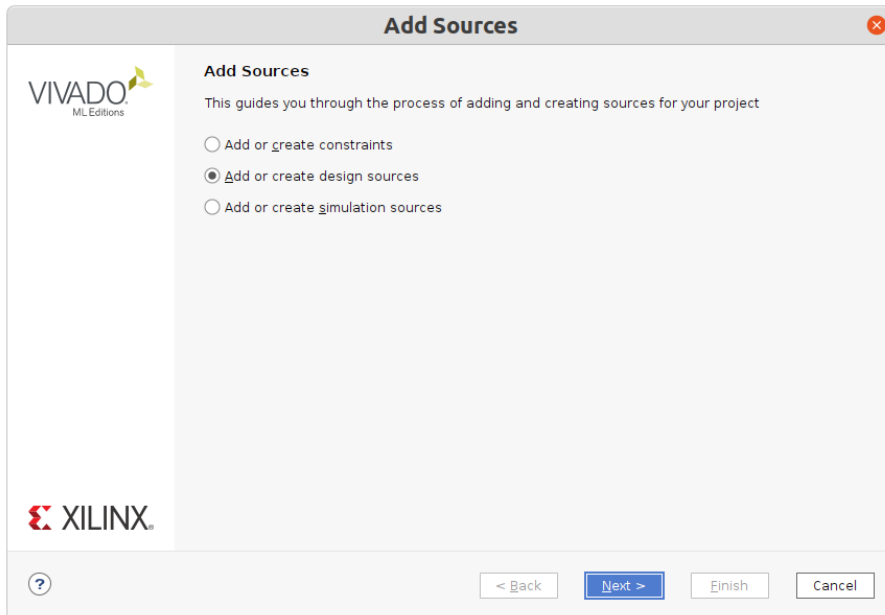 Add Sources
VIVADO.
ML Editions
Add Sources
This guides you through the process of adding and creating sources for your project
Add or create constraints
Add or create design sources
Add or create simulation sources
XILINX.
?
< Back
Next >
Finish
Cancel